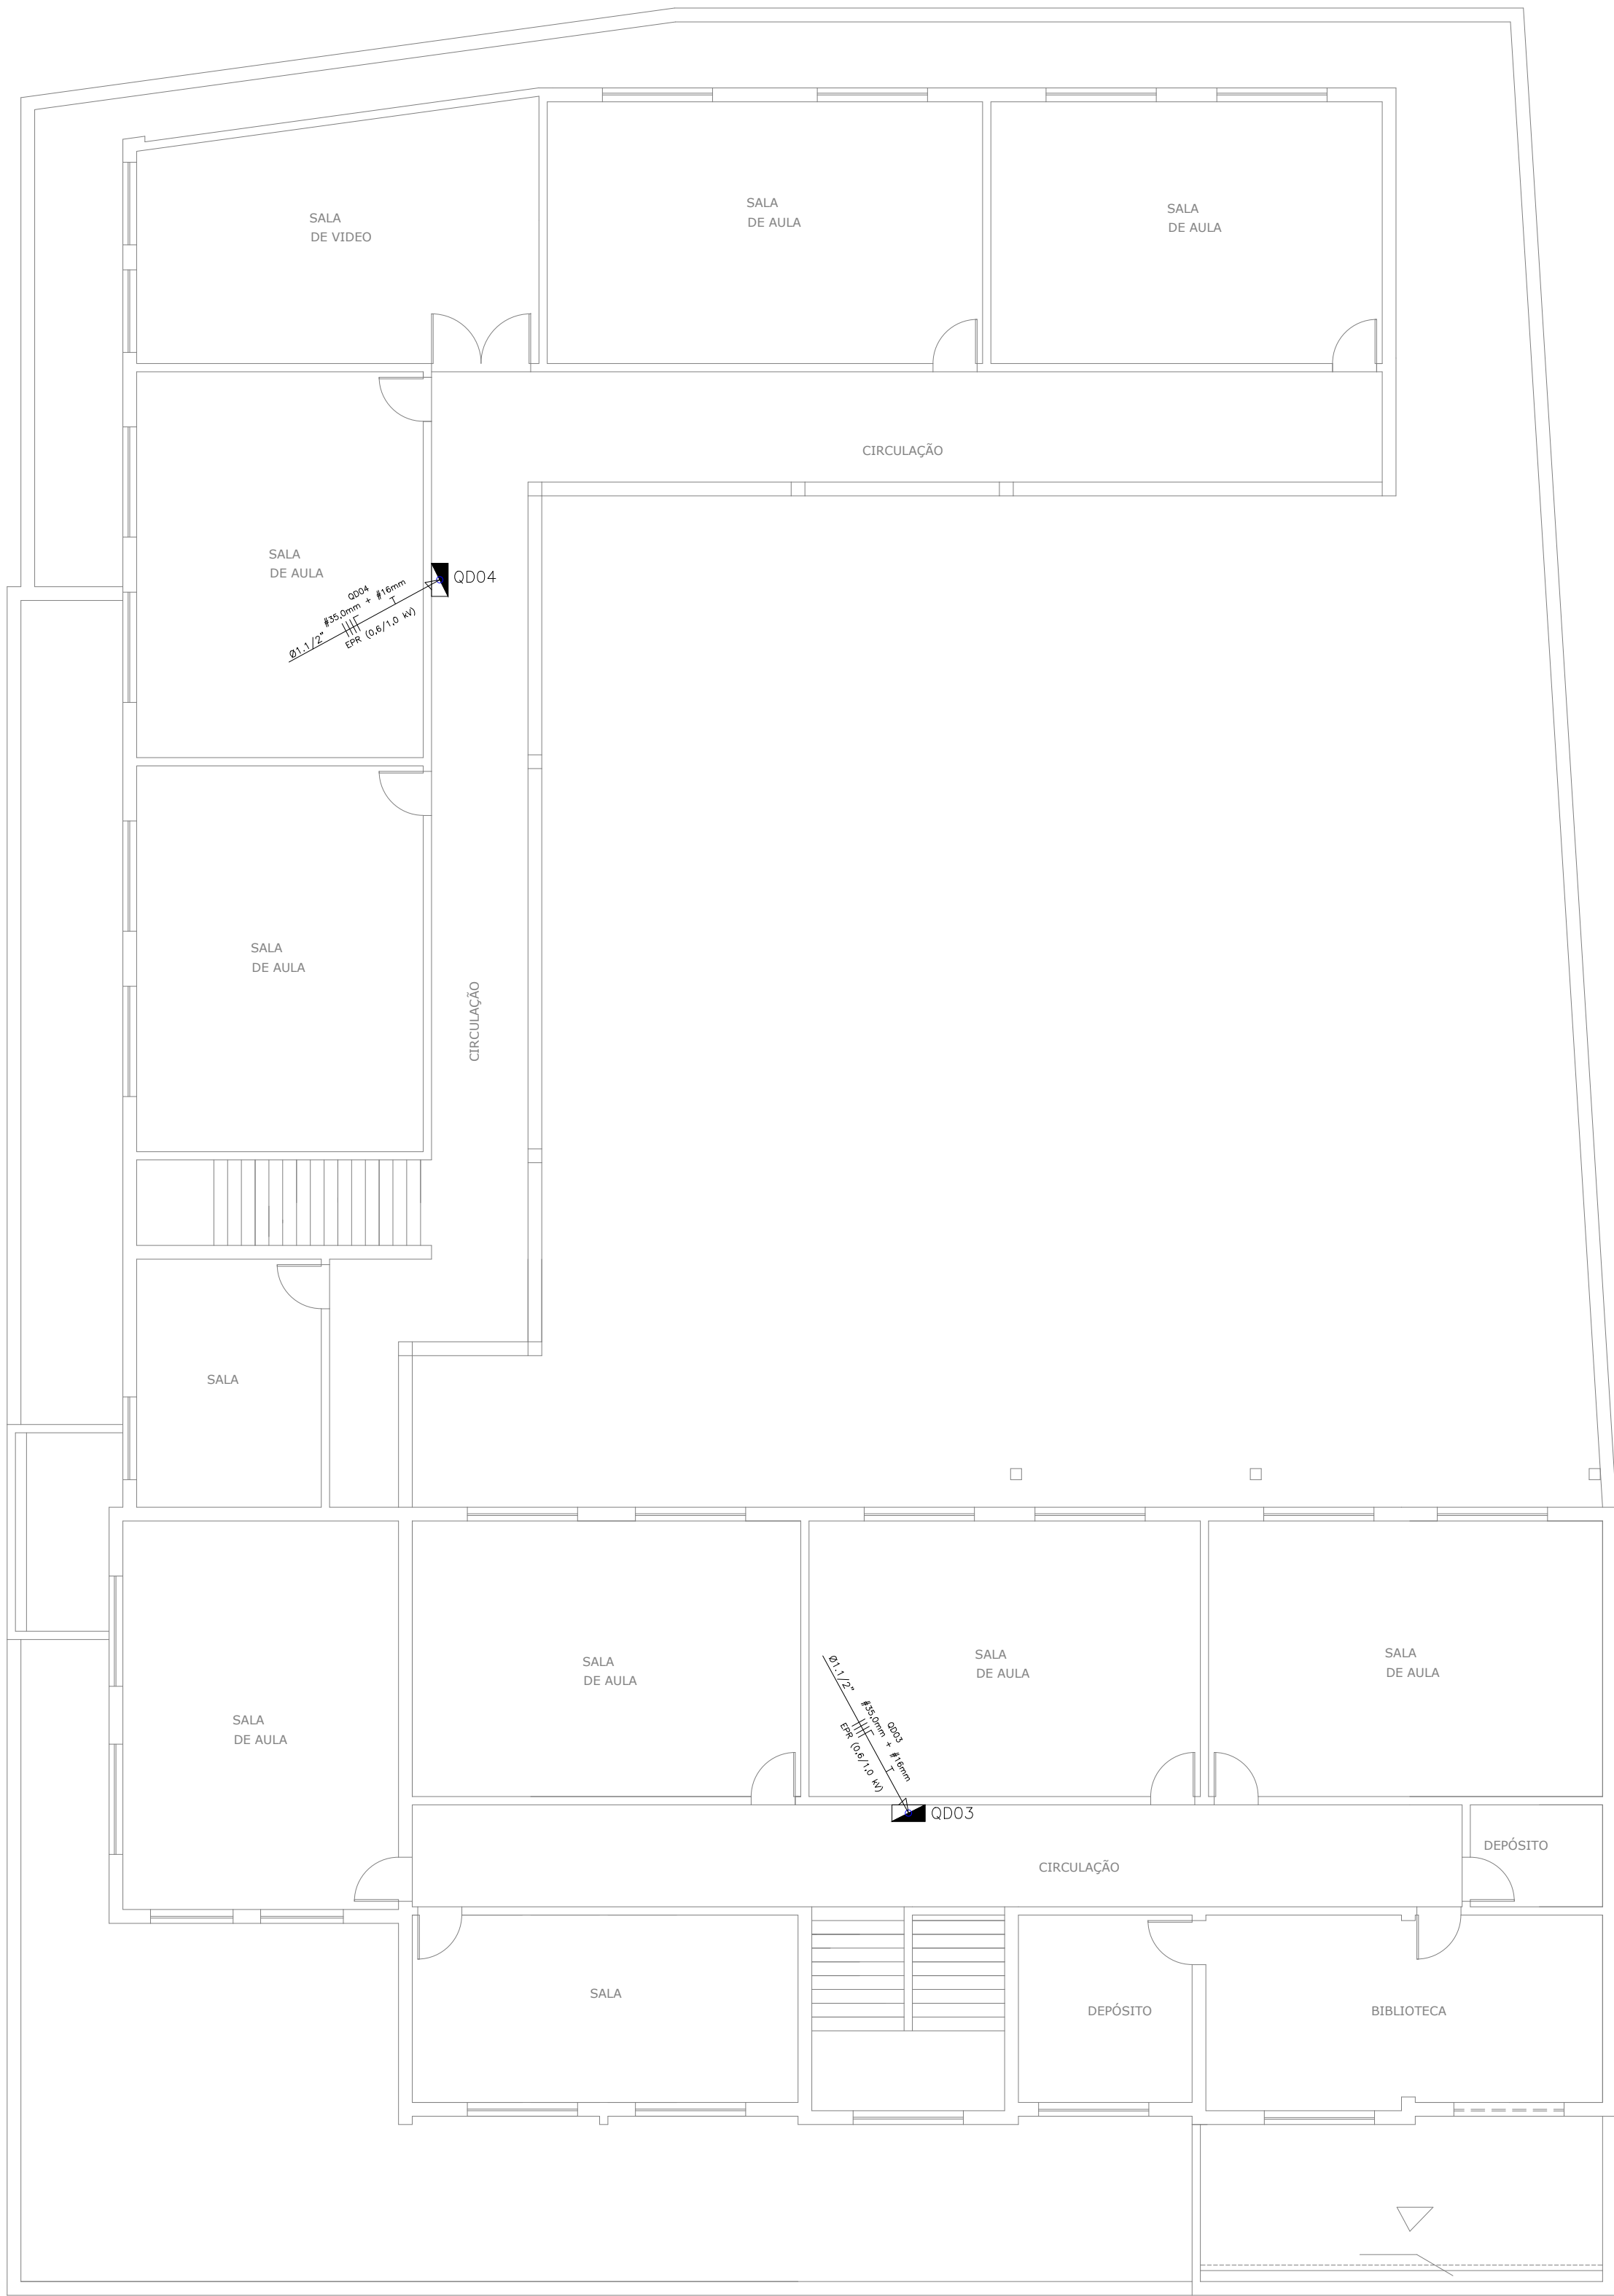 SALA
DE VIDEO
SALA
DE AULA
SALA
DE AULA
CIRCULAÇÃO
SALA
DE AULA
QD04
QD04
#35,0mm + #16mm
T
Ø1.1/2"
EPR (0,6/1,0 kV)
SALA
DE AULA
CIRCULAÇÃO
SALA
SALA
DE AULA
SALA
DE AULA
SALA
DE AULA
SALA
DE AULA
Ø1.1/2"
QD03
#35,0mm + #16mm
T
EPR (0,6/1,0 kV)
QD03
CIRCULAÇÃO
DEPÓSITO
SALA
DEPÓSITO
BIBLIOTECA